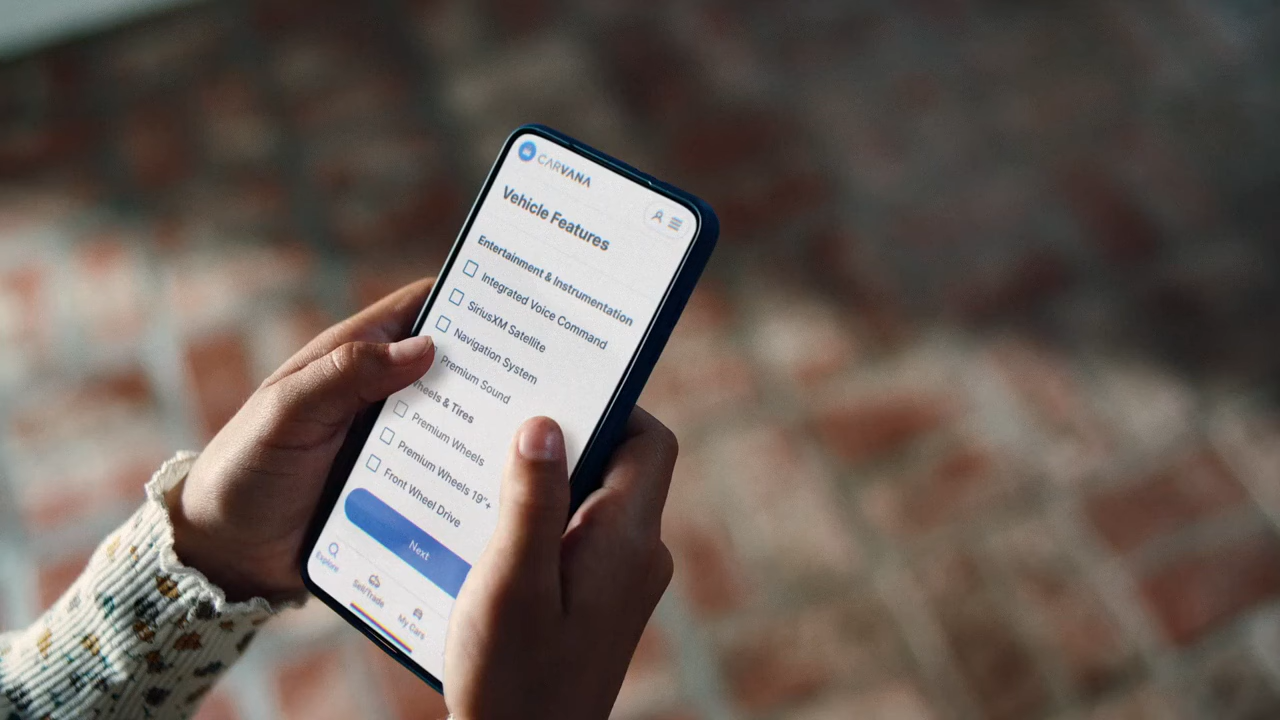 CARVANA
Vehicle Features
Entertainment & Instrumentation
Integrated Voice Command
SiriusXM Satellite
Navigation System
Premium Sound
Wheels & Tires
Premium Wheels
Premium Wheels 19"+
Front Wheel Drive
Next
Explore
Sell/Trade
My Cars